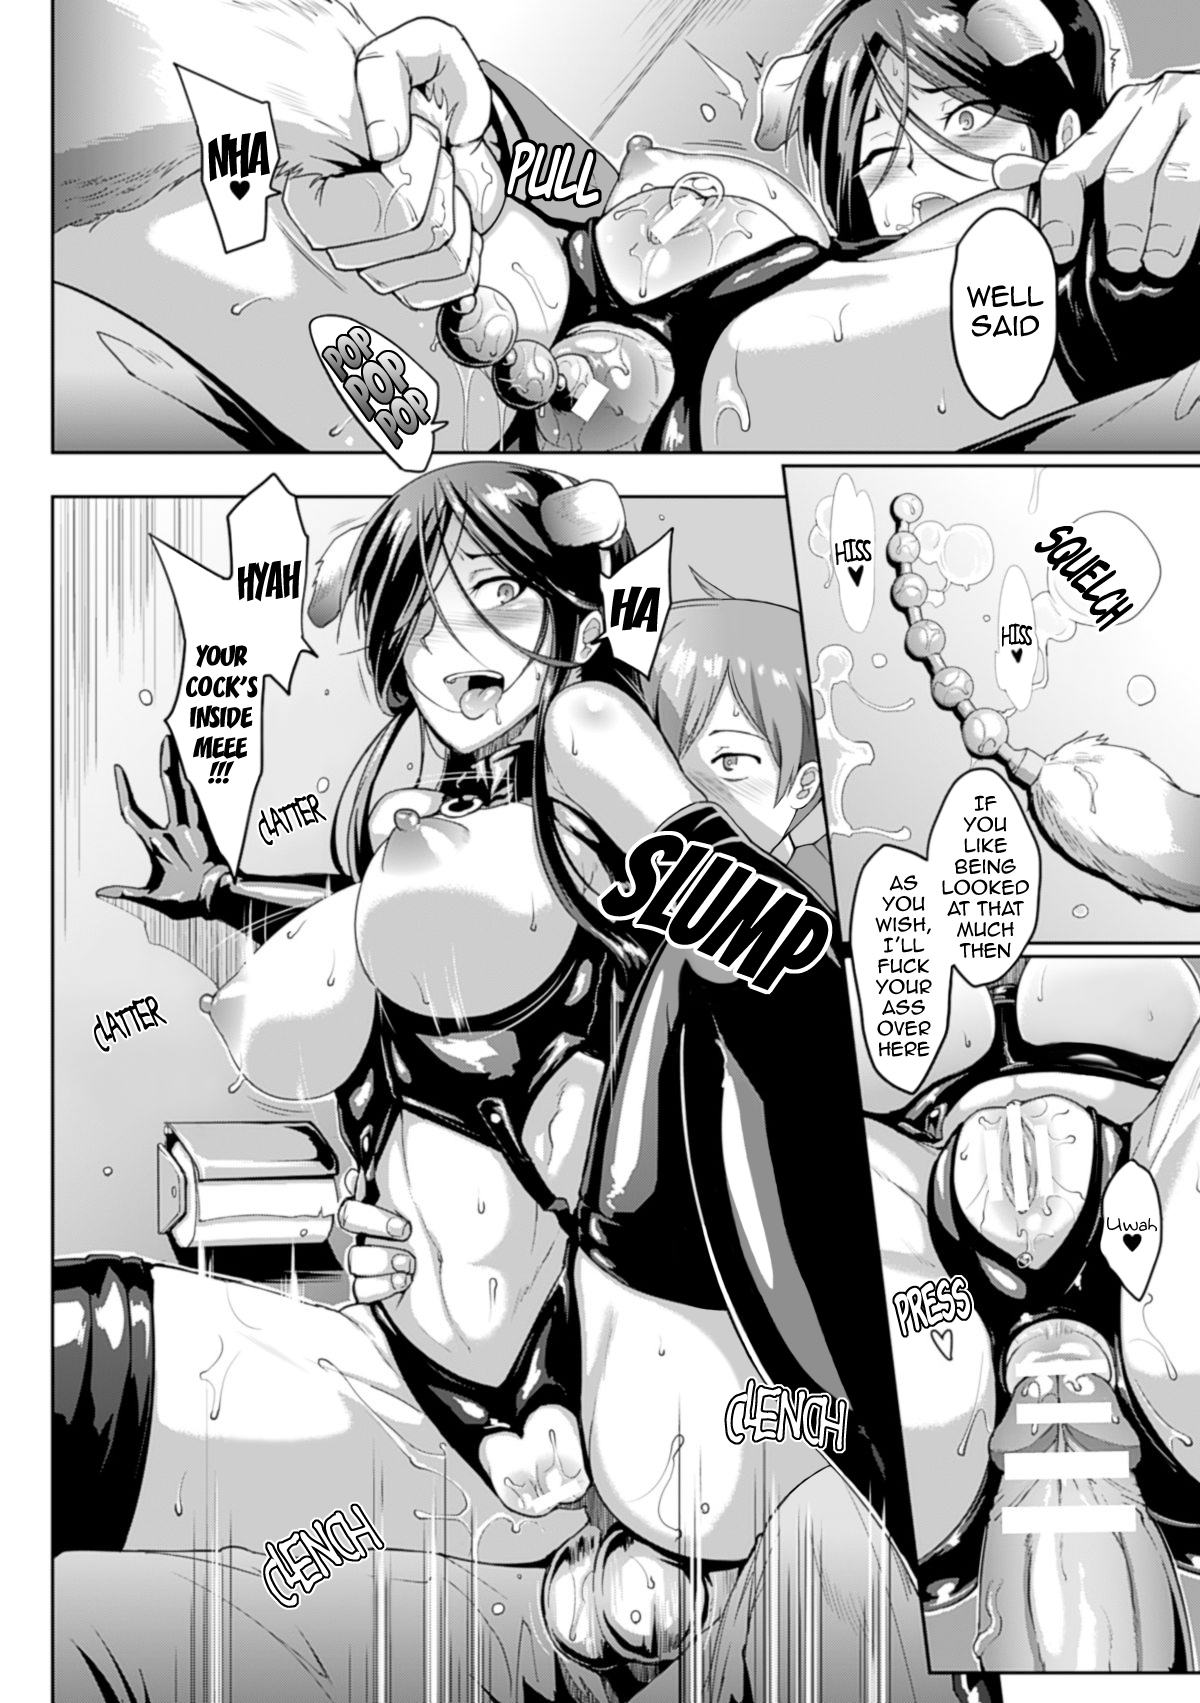 NHA
♥
PULL
WELL
SAID
POP
POP
POP
HISS
♥
HISS
♥
SQUELCH
IF
YOU
LIKE
BEING
LOOKED
AT THAT
MUCH
THEN
AS
YOU
WISH,
I'LL
FUCK
YOUR
ASS
OVER
HERE
HYAH
YOUR
COCK'S
INSIDE
MEEE
!!!
HA
CLATTER
CLATTER
SLUMP
Uwah
♥
PRESS
♥
CLENCH
CLENCH